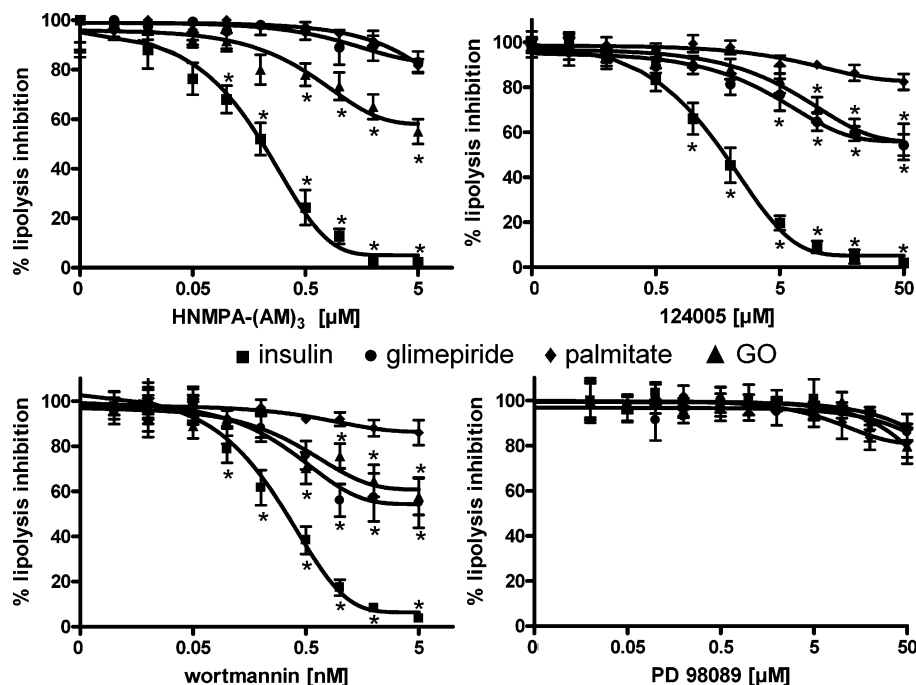 % lipolysis inhibition
100
80
60
40
20
0
0 0.05 0.5 5
HNMPA-(AM)3 [µM]
* * * * * *
* * * *
% lipolysis inhibition
100
80
60
40
20
0
0 0.5 5 50
124005 [µM]
* * * * * *
* * * * * * * *
■ insulin ● glimepiride ♦ palmitate ▲ GO
% lipolysis inhibition
100
80
60
40
20
0
0 0.05 0.5 5
wortmannin [nM]
* * * * * *
* * * * * * * *
% lipolysis inhibition
100
80
60
40
20
0
0 0.05 0.5 5 50
PD 98089 [µM]